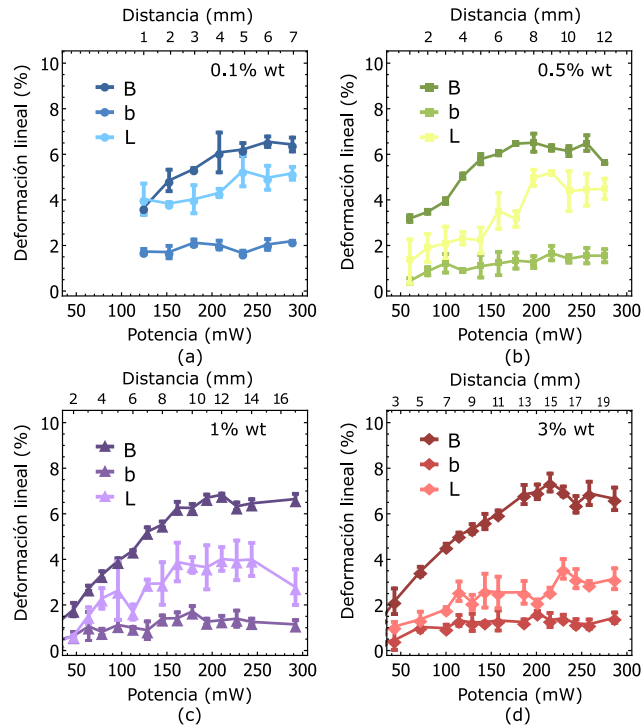 Distancia (mm)
1 2 3 4 5 6 7
0.1% wt
B
b
L
Deformación lineal (%)
10
8
6
4
2
0
50 100 150 200 250 300
Potencia (mW)
(a)
Distancia (mm)
2 4 6 8 10 12
0.5% wt
B
b
L
Deformación lineal (%)
10
8
6
4
2
0
50 100 150 200 250 300
Potencia (mW)
(b)
Distancia (mm)
2 4 6 8 10 12 14 16
1% wt
B
b
L
Deformación lineal (%)
10
8
6
4
2
0
50 100 150 200 250 300
Potencia (mW)
(c)
Distancia (mm)
3 5 7 9 11 13 15 17 19
3% wt
B
b
L
Deformación lineal (%)
10
8
6
4
2
0
50 100 150 200 250 300
Potencia (mW)
(d)